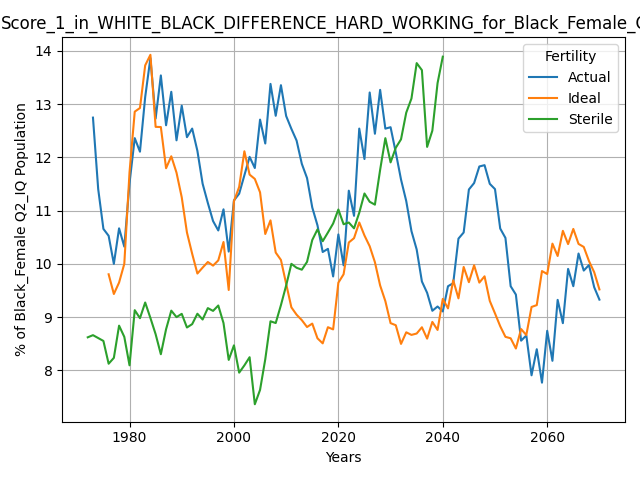 Score_1_in_WHITE_BLACK_DIFFERENCE_HARD_WORKING_for_Black_Female_
Fertility
Actual
Ideal
Sterile
% of Black_Female Q2_IQ Population
14
13
12
11
10
9
8
1980
2000
2020
2040
2060
Years